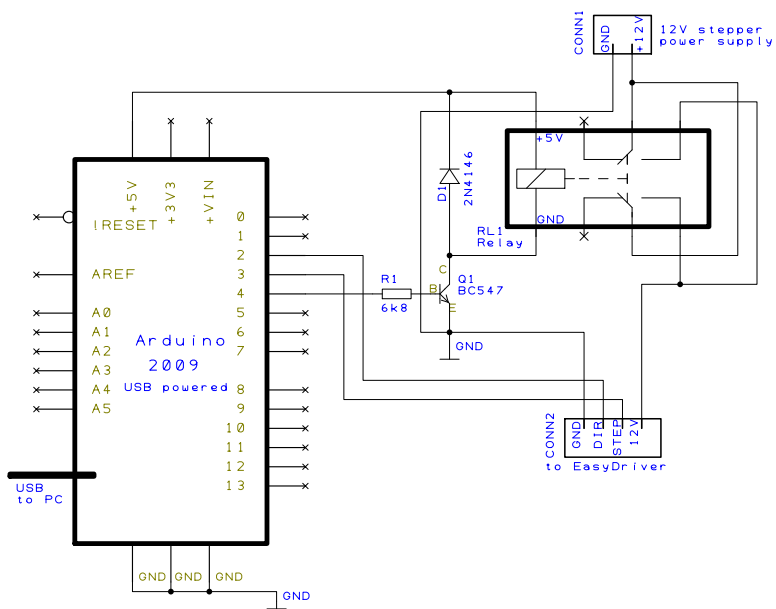 CONN1
GND
+12V
12V stepper
power supply
+5V
D1
2N4146
GND
RL1
Relay
+5V
+3V3
+VIN
!RESET
AREF
A0
A1
A2
A3
A4
A5
0
1
2
3
4
5
6
7
8
9
10
11
12
13
Arduino
2009
USB powered
R1
6k8
C
B
E
Q1
BC547
GND
CONN2
GND
DIR
STEP
12V
to EasyDriver
USB
to PC
GND
GND
GND
GND